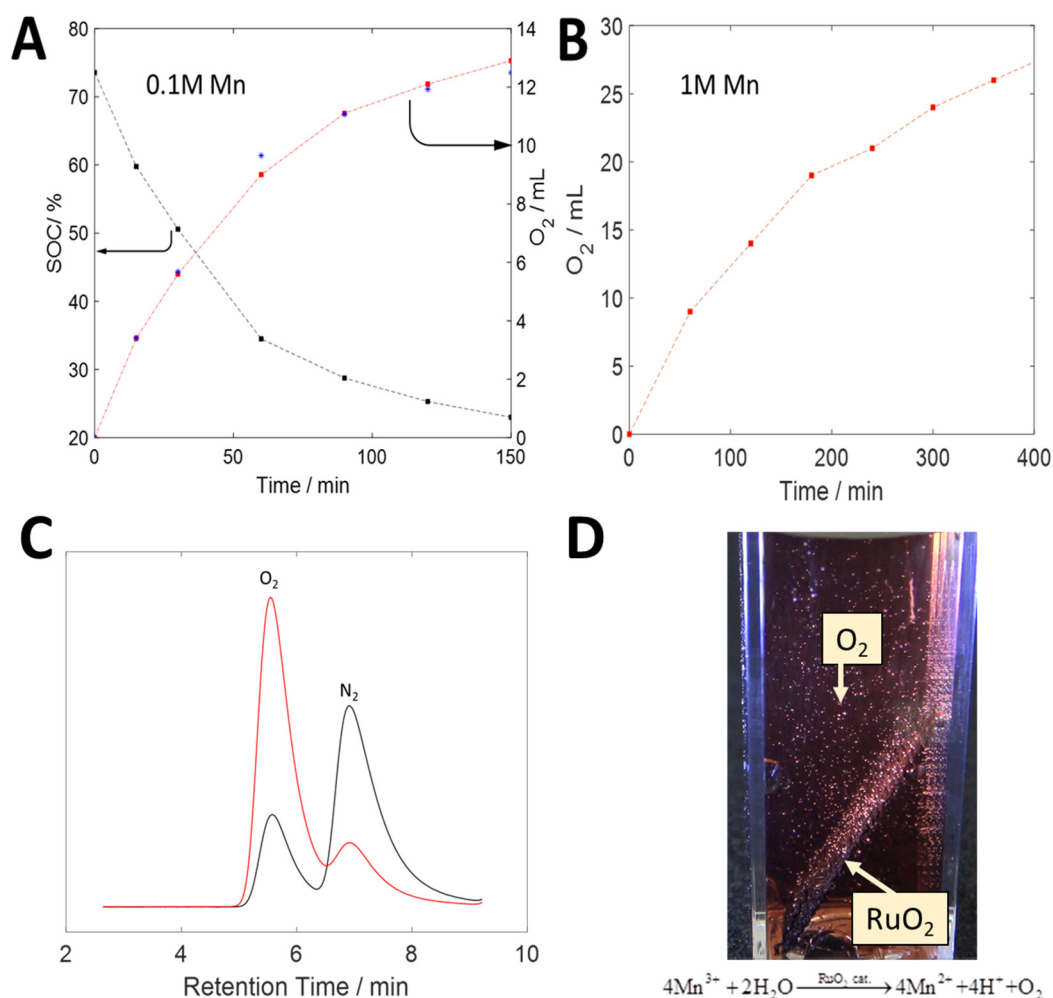 A
0.1M Mn
SOC/ %
80
70
60
50
40
30
20
0
50
100
150
Time / min
14
12
10
8
6
4
2
0
O₂ / mL
B
1M Mn
O₂ / mL
30
25
20
15
10
5
0
0
100
200
300
400
Time / min
C
O₂
N₂
2
4
6
8
10
Retention Time / min
D
O₂
RuO₂
4Mn³⁺ + 2H₂O —RuO₂ cat.→ 4Mn²⁺ +4H⁺ + O₂